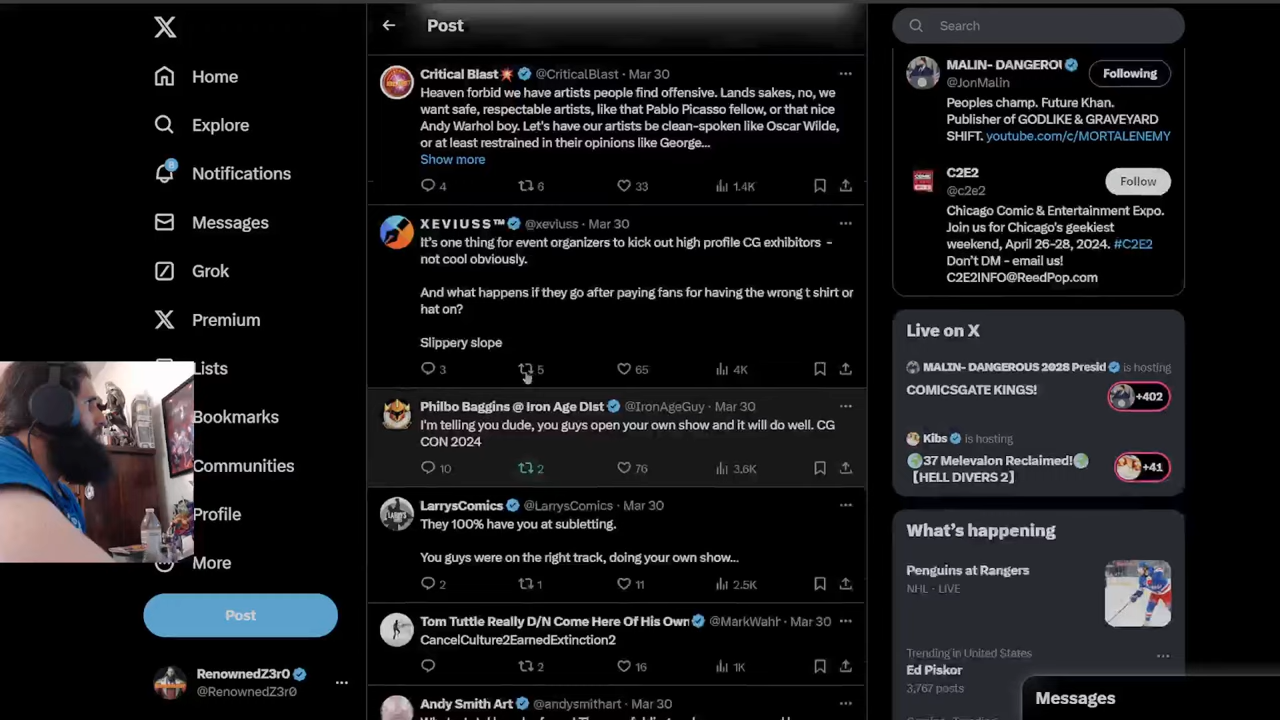 Home
Explore
8
Notifications
Messages
Grok
Premium
Lists
Bookmarks
Communities
Profile
More
Post
RenownedZ3r0
@RenownedZ3r0
Post
Critical Blast💥 @CriticalBlast · Mar 30
Heaven forbid we have artists people find offensive. Lands sakes, no, we
want safe, respectable artists, like that Pablo Picasso fellow, or that nice
Andy Warhol boy. Let's have our artists be clean-spoken like Oscar Wilde,
or at least restrained in their opinions like George...
Show more
4 6 33 1.4K
X E V I U S S™ @xeviuss · Mar 30
It's one thing for event organizers to kick out high profile CG exhibitors -
not cool obviously.
And what happens if they go after paying fans for having the wrong t shirt or
hat on?
Slippery slope
3 5 65 4K
Philbo Baggins @ Iron Age DIst @IronAgeGuy · Mar 30
I'm telling you dude, you guys open your own show and it will do well. CG
CON 2024
10 2 76 3.6K
LarrysComics @LarrysComics · Mar 30
They 100% have you at subletting.
You guys were on the right track, doing your own show...
2 1 11 2.5K
Tom Tuttle Really D/N Come Here Of His Own @MarkWahr · Mar 30
CancelCulture2EarnedExtinction2
2 16 1K
Andy Smith Art @andysmithart · Mar 30
Search
MALIN- DANGEROU
@JonMalin
Following
Peoples champ. Future Khan.
Publisher of GODLIKE & GRAVEYARD
SHIFT. youtube.com/c/MORTALENEMY
C2E2
@c2e2
Follow
Chicago Comic & Entertainment Expo.
Join us for Chicago's geekiest
weekend, April 26-28, 2024. #C2E2
Don't DM - email us!
C2E2INFO@ReedPop.com
Live on X
MALIN- DANGEROUS 2028 Presid is hosting
COMICSGATE KINGS!
+402
Kibs is hosting
🌍37 Melevalon Reclaimed!🌍
【HELL DIVERS 2】
+41
What's happening
Penguins at Rangers
NHL · LIVE
Trending in United States
Ed Piskor
3,767 posts
Messages